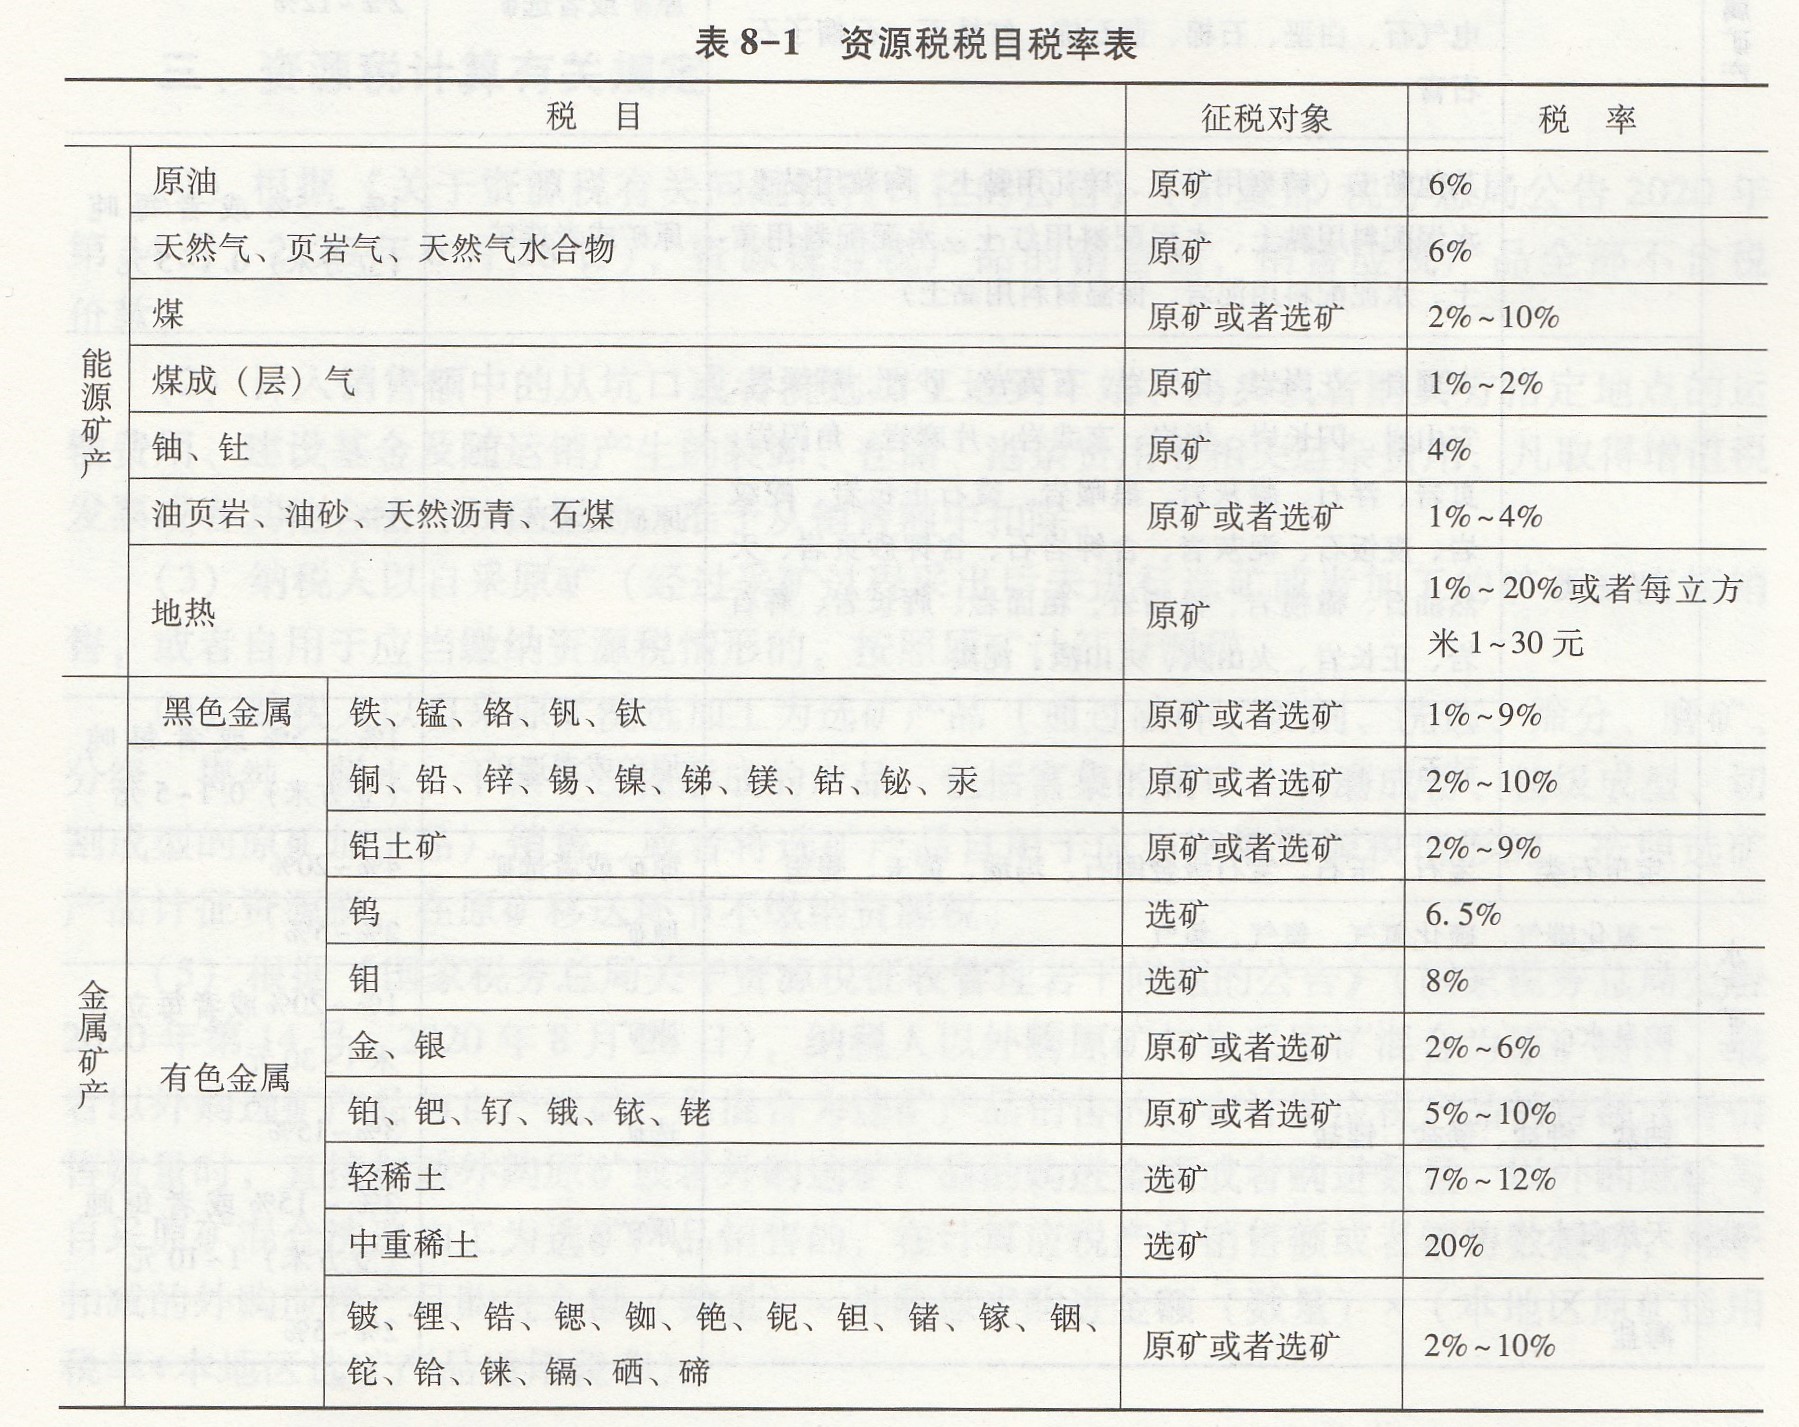 表 8-1 资源税税目税率表
税 目 征税对象 税 率
能源矿产
原油 原矿 6%
天然气、页岩气、天然气水合物 原矿 6%
煤 原矿或者选矿 2%~10%
煤成（层）气 原矿 1%~2%
铀、钍 原矿 4%
油页岩、油砂、天然沥青、石煤 原矿或者选矿 1%~4%
地热 原矿 1%~20%或者每立方
米 1~30 元
金属矿产
黑色金属 铁、锰、铬、钒、钛 原矿或者选矿 1%~9%
有色金属
铜、铅、锌、锡、镍、锑、镁、钴、铋、汞 原矿或者选矿 2%~10%
铝土矿 原矿或者选矿 2%~9%
钨 选矿 6.5%
钼 选矿 8%
金、银 原矿或者选矿 2%~6%
铂、钯、钌、锇、铱、铑 原矿或者选矿 5%~10%
轻稀土 选矿 7%~12%
中重稀土 选矿 20%
铍、锂、锆、锶、铷、铯、铌、钽、锗、镓、铟、
铊、铪、铼、镉、硒、碲 原矿或者选矿 2%~10%